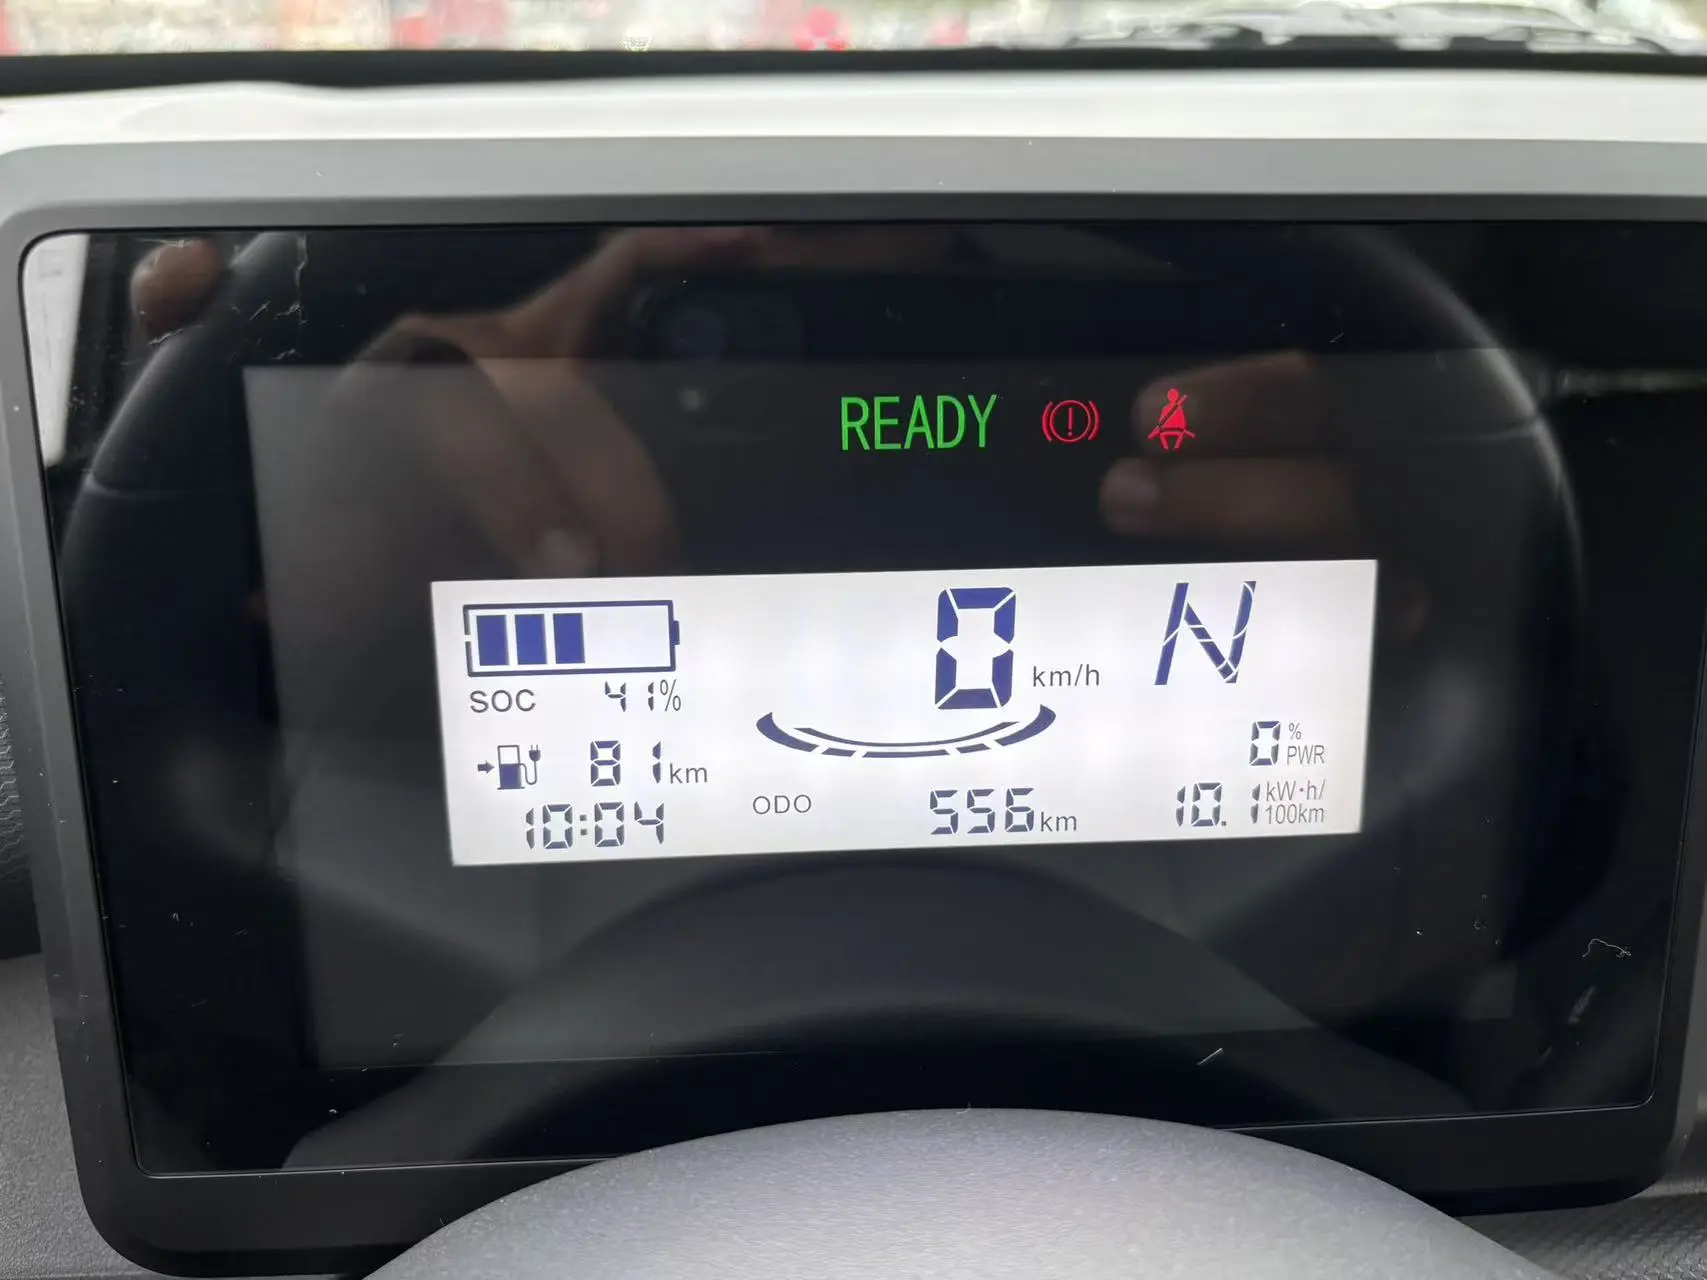 READY
0 km/h N
SOC 41%
81 km
0 % PWR
10:04
ODO 556 km
10.1 kW·h/100km